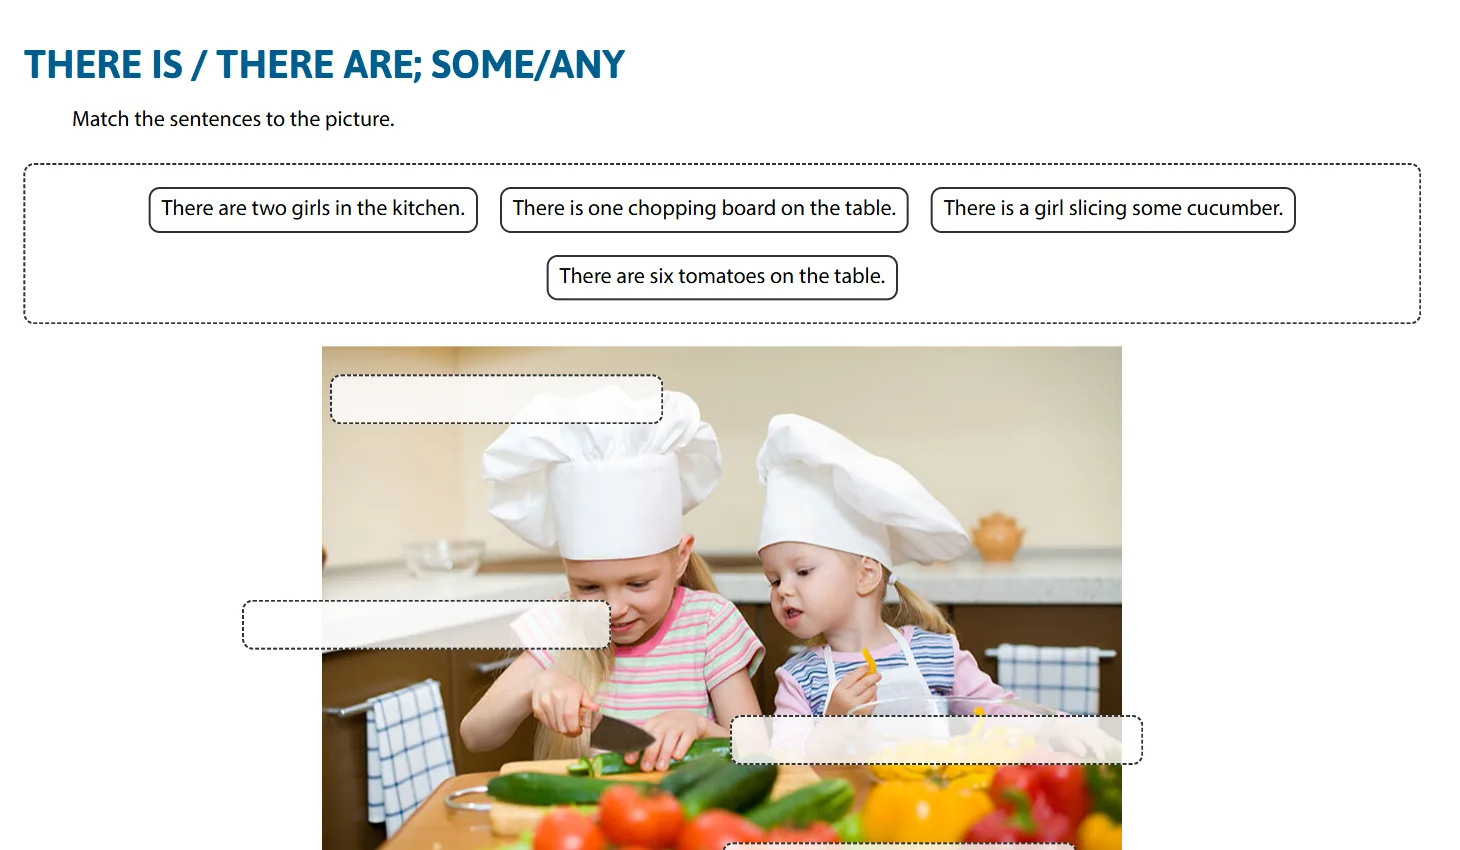 THERE IS / THERE ARE; SOME/ANY
Match the sentences to the picture.
There are two girls in the kitchen.
There is one chopping board on the table.
There is a girl slicing some cucumber.
There are six tomatoes on the table.